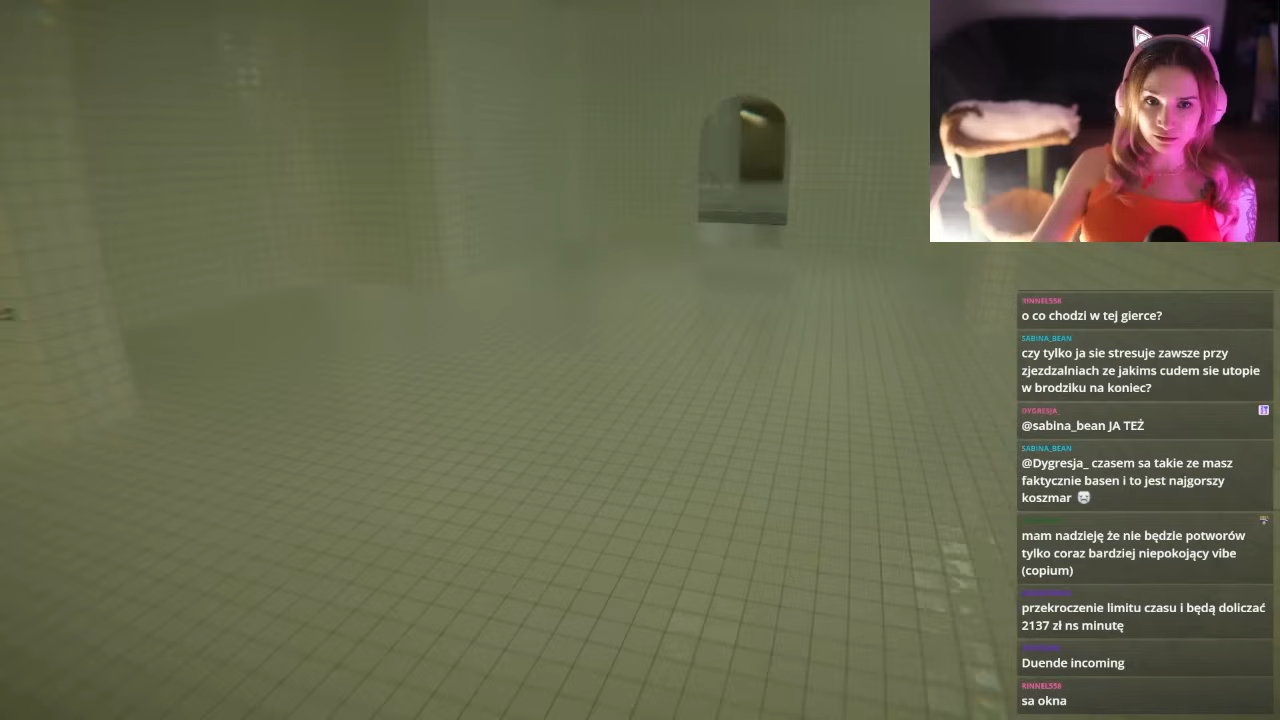 RINNEL558
o co chodzi w tej gierce?
SABINA_BEAN
czy tylko ja sie stresuje zawsze przy
zjezdzalniach ze jakims cudem sie utopie
w brodziku na koniec?
DYGRESJA_
@sabina_bean JA TEŻ
SABINA_BEAN
@Dygresja_ czasem sa takie ze masz
faktycznie basen i to jest najgorszy
koszmar
mam nadzieję że nie będzie potworów
tylko coraz bardziej niepokojący vibe
(copium)
przekroczenie limitu czasu i będą doliczać
2137 zł ns minutę
Duende incoming
RINNEL558
sa okna